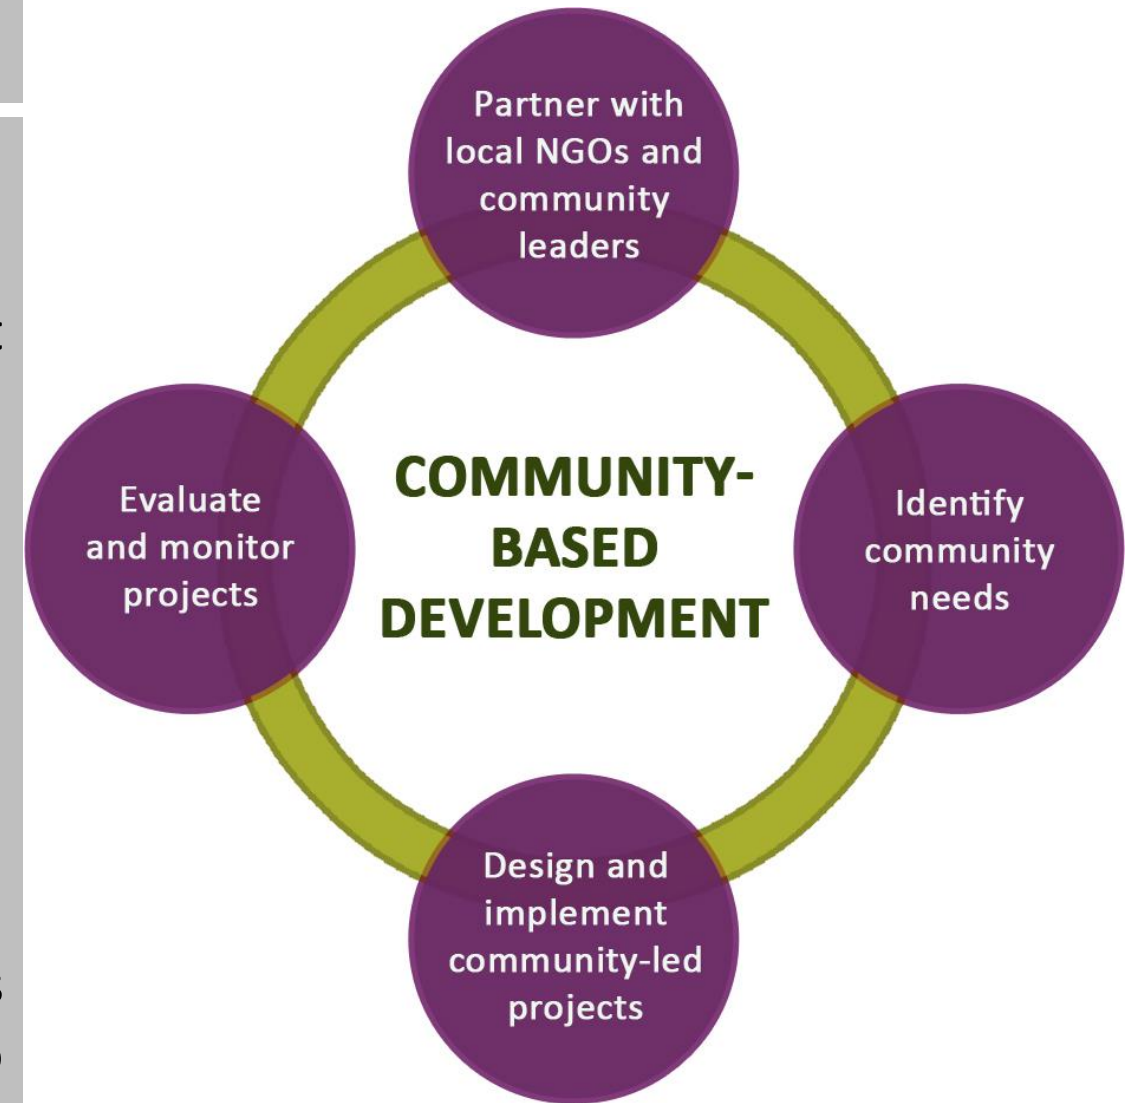 Partner with
local NGOs and
community
leaders
Identify
community
needs
Design and
implement
community-led
projects
Evaluate
and monitor
projects
COMMUNITY-
BASED
DEVELOPMENT